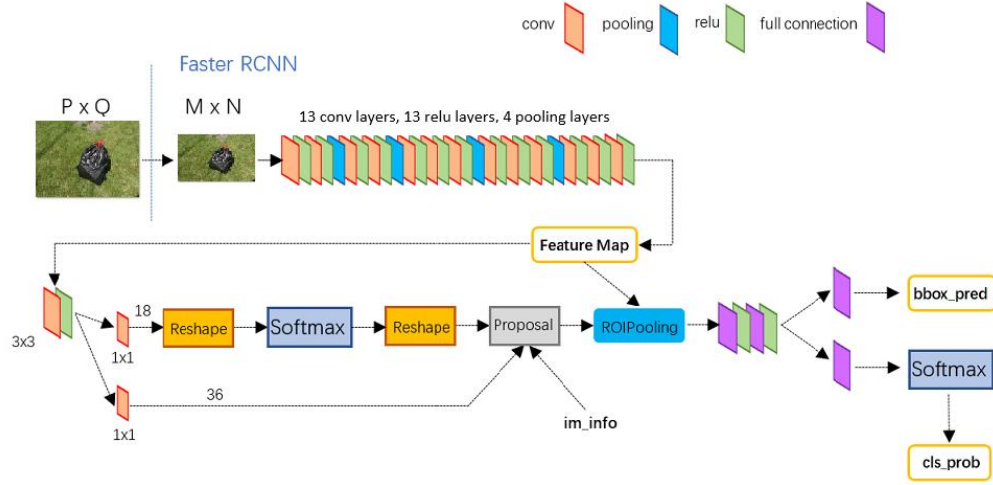 conv pooling relu full connection
Faster RCNN
P x Q
M x N
13 conv layers, 13 relu layers, 4 pooling layers
Feature Map
3x3
18
1x1
Reshape
Softmax
Reshape
Proposal
ROIPooling
bbox_pred
Softmax
36
1x1
im_info
cls_prob